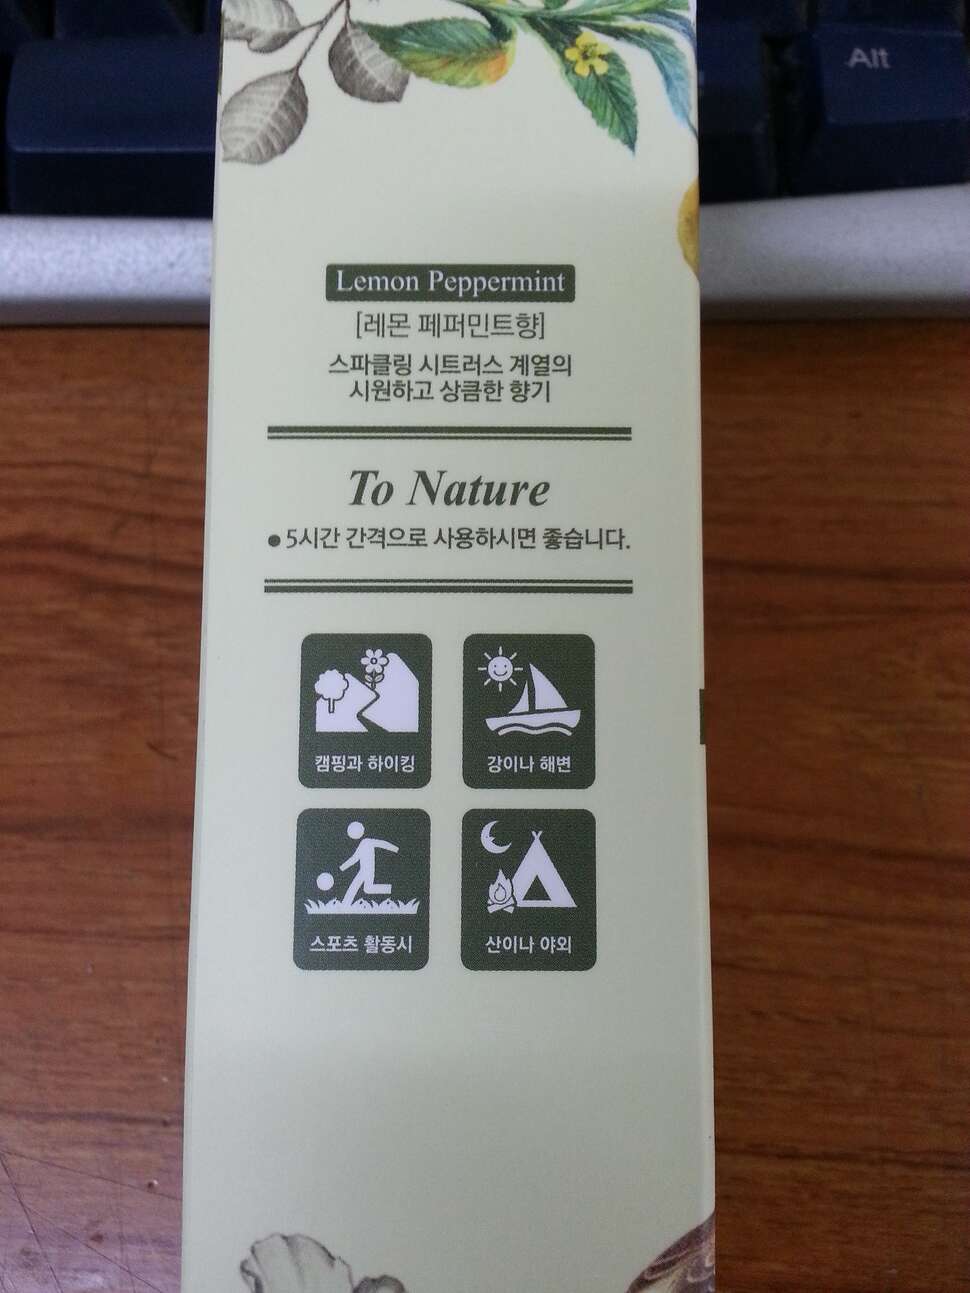 Alt
Lemon Peppermint
[레몬 페퍼민트향]
스파클링 시트러스 계열의
시원하고 상큼한 향기
To Nature
● 5시간 간격으로 사용하시면 좋습니다.
캠핑과 하이킹
강이나 해변
스포츠 활동시
산이나 야외